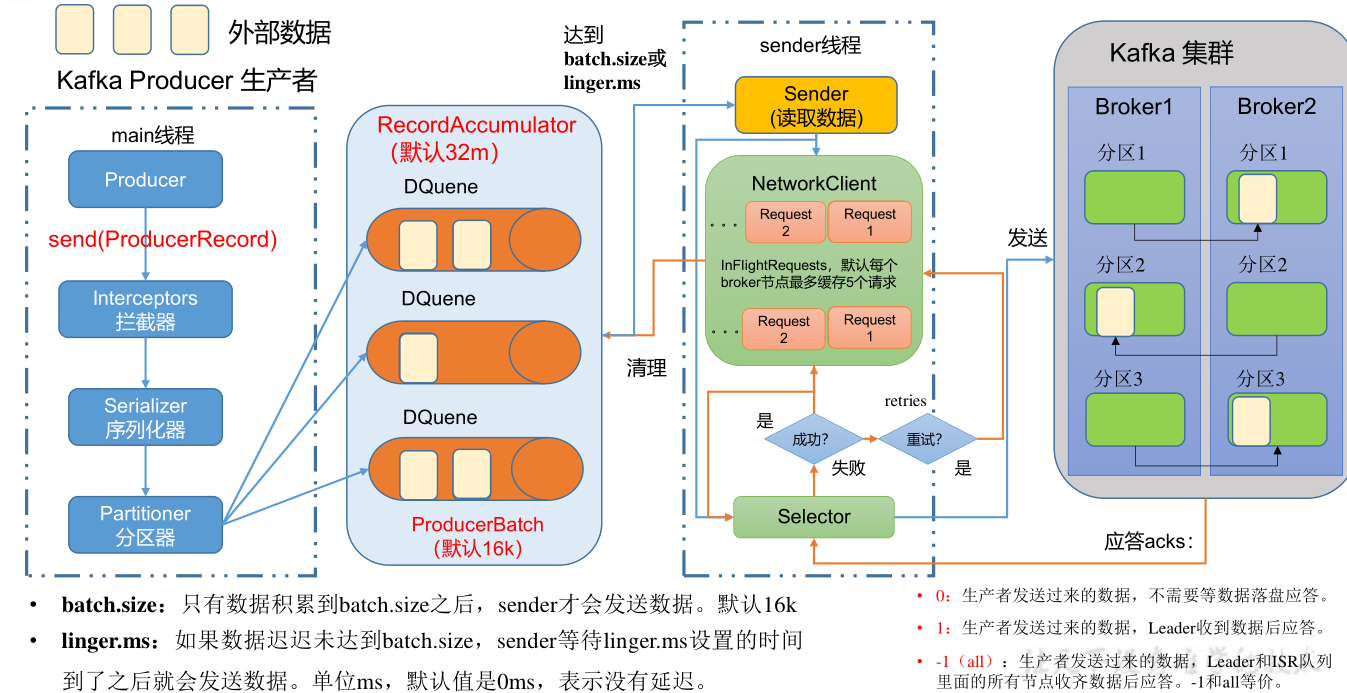 外部数据
Kafka Producer 生产者
main线程
Producer
send(ProducerRecord)
Interceptors
拦截器
Serializer
序列化器
Partitioner
分区器
RecordAccumulator
(默认32m)
DQuene
DQuene
DQuene
ProducerBatch
(默认16k)
达到
batch.size或
linger.ms
清理
sender线程
Sender
(读取数据)
NetworkClient
···
Request
2
Request
1
InFlightRequests，默认每个
broker节点最多缓存5个请求
···
Request
2
Request
1
retries
是
成功?
重试?
失败
是
Selector
发送
Kafka 集群
Broker1
Broker2
分区1
分区1
分区2
分区2
分区3
分区3
应答acks：
• batch.size：只有数据积累到batch.size之后，sender才会发送数据。默认16k
• linger.ms：如果数据迟迟未达到batch.size，sender等待linger.ms设置的时间
到了之后就会发送数据。单位ms，默认值是0ms，表示没有延迟。
• 0：生产者发送过来的数据，不需要等数据落盘应答。
• 1：生产者发送过来的数据，Leader收到数据后应答。
• -1（all）：生产者发送过来的数据，Leader和ISR队列
里面的所有节点收齐数据后应答。-1和all等价。